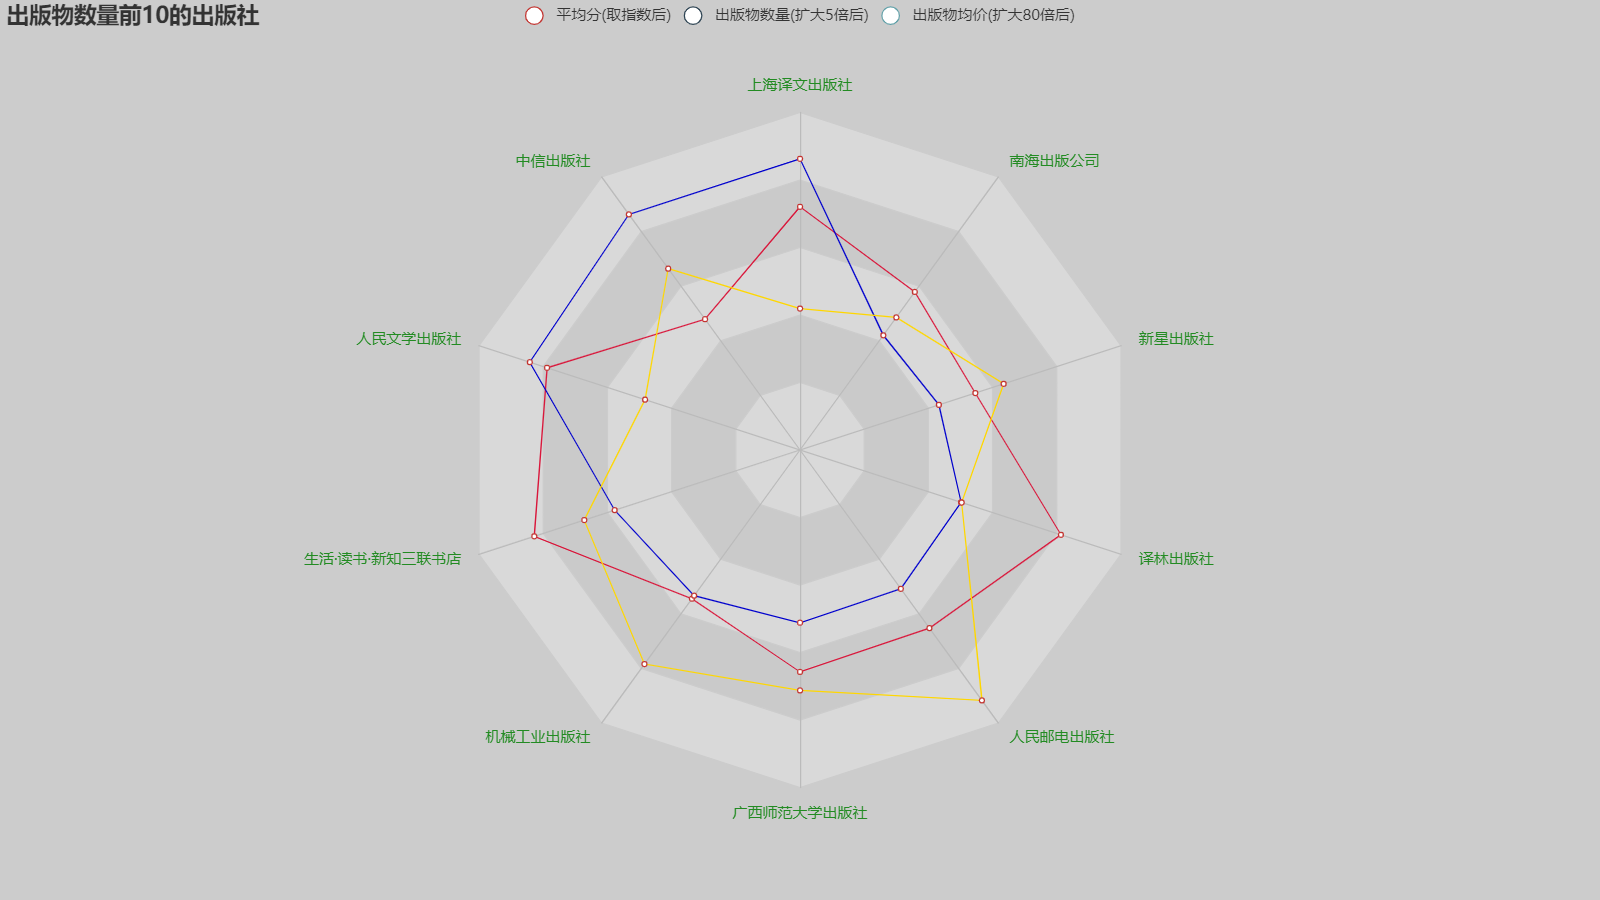 出版物数量前10的出版社
平均分(取指数后)
出版物数量(扩大5倍后)
出版物均价(扩大80倍后)
上海译文出版社
中信出版社
南海出版公司
人民文学出版社
新星出版社
生活·读书·新知三联书店
译林出版社
机械工业出版社
人民邮电出版社
广西师范大学出版社